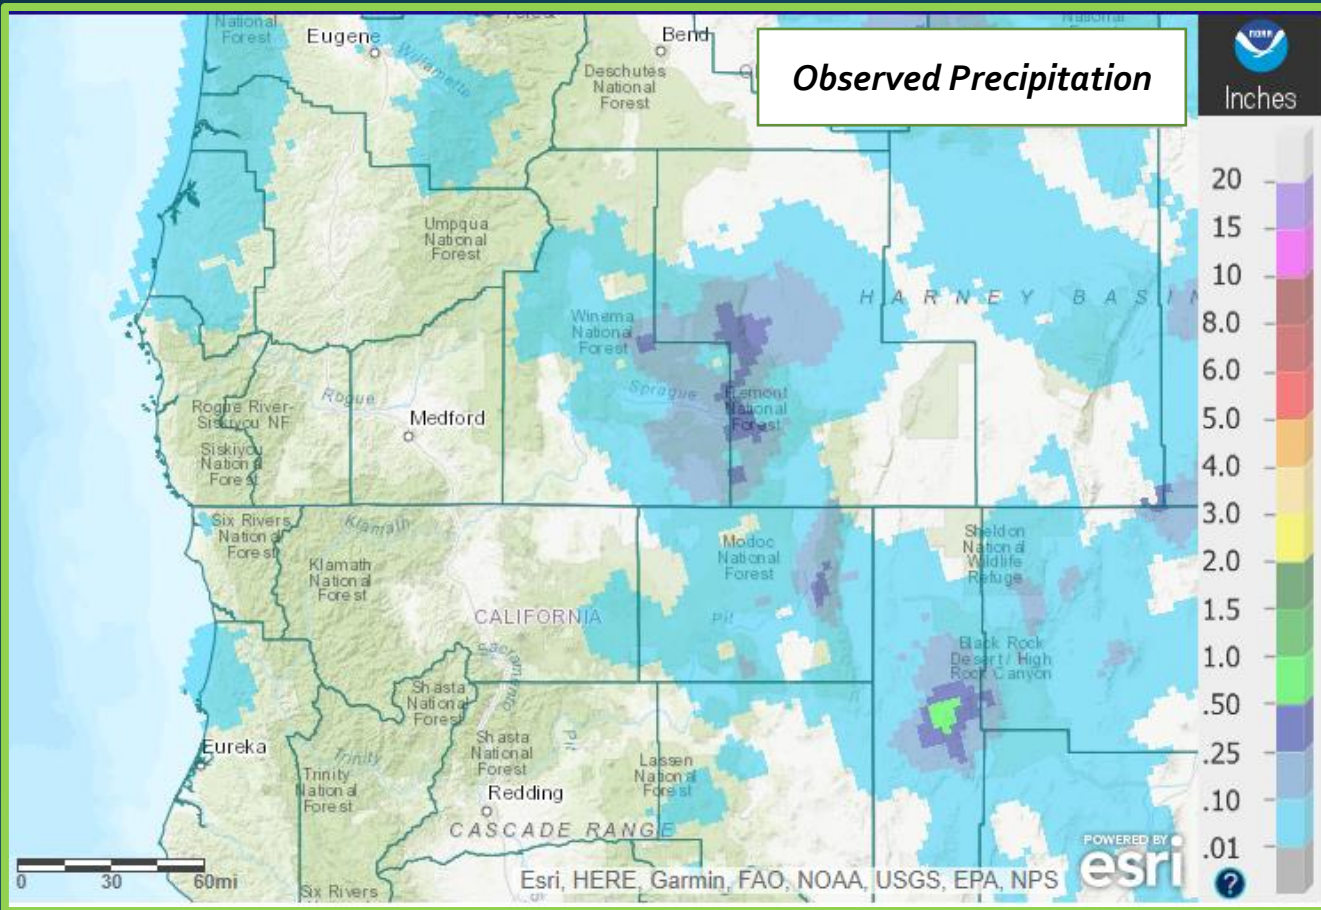 National
Forest
Eugene
Willamette
Bend
Deschutes
National
Forest
National
Observed Precipitation
NOAA
Inches
20
15
10
8.0
6.0
5.0
4.0
3.0
2.0
1.5
1.0
.50
.25
.10
.01
?
Umpqua
National
Forest
HARNEY BASIN
Winema
National
Forest
Sprague
Fremont
National
Forest
Rogue River-
Siskiyou NF
Siskiyou
National
Forest
Rogue
Medford
Six Rivers
National
Forest
Klamath
Klamath
National
Forest
CALIFORNIA
Modoc
National
Forest
Pit
Sheldon
National
Wildlife
Refuge
Black Rock
Desert/ High
Rock Canyon
Sacramento
Shasta
National
Forest
Eureka
Trinity
Trinity
National
Forest
Shasta
National
Forest
Pit
Lassen
National
Forest
Redding
CASCADE RANGE
0 30 60mi
Six Rivers
Esri, HERE, Garmin, FAO, NOAA, USGS, EPA, NPS
POWERED BY
esri